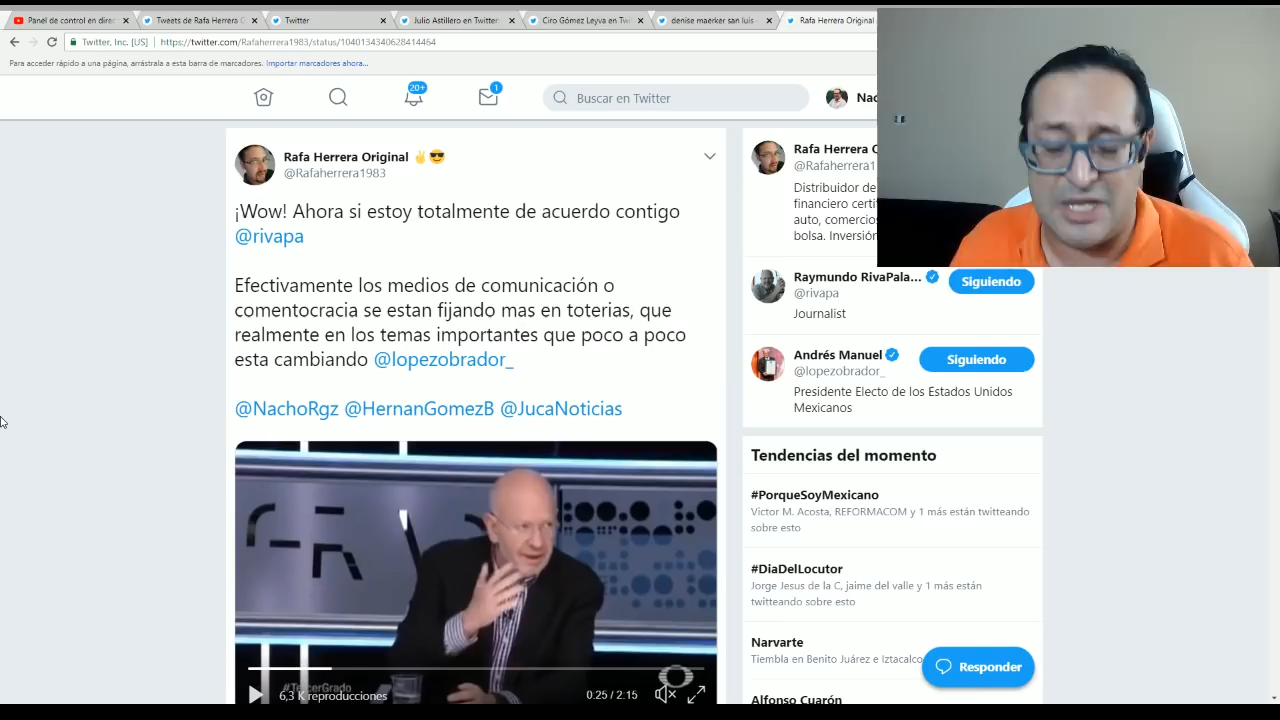 Panel de control en direc
Tweets de Rafa Herrera O
Twitter
Julio Astillero en Twitter:
Ciro Gómez Leyva en Tw
denise maerker san luis -
Rafa Herrera Original
Twitter, Inc. [US]
https://twitter.com/Rafaherrera1983/status/1040134340628414464
Para acceder rápido a una página, arrástrala a esta barra de marcadores. Importar marcadores ahora...
20+
1
Buscar en Twitter
Nac
Rafa Herrera Original ✌😎
@Rafaherrera1983
¡Wow! Ahora si estoy totalmente de acuerdo contigo
@rivapa
Efectivamente los medios de comunicación o
comentocracia se estan fijando mas en toterias, que
realmente en los temas importantes que poco a poco
esta cambiando @lopezobrador_
@NachoRgz @HernanGomezB @JucaNoticias
#TercerGrado
6,3 K reproducciones
0:25 / 2:15
Rafa Herrera O
@Rafaherrera1
Distribuidor de
financiero certi
auto, comercios
bolsa. Inversión
Raymundo RivaPala...
@rivapa
Siguiendo
Journalist
Andrés Manuel
@lopezobrador_
Siguiendo
Presidente Electo de los Estados Unidos
Mexicanos
Tendencias del momento
#PorqueSoyMexicano
Victor M. Acosta, REFORMACOM y 1 más están twitteando
sobre esto
#DiaDelLocutor
Jorge Jesus de la C, jaime del valle y 1 más están
twitteando sobre esto
Narvarte
Tiembla en Benito Juárez e Iztacalco
Alfonso Cuarón
Responder